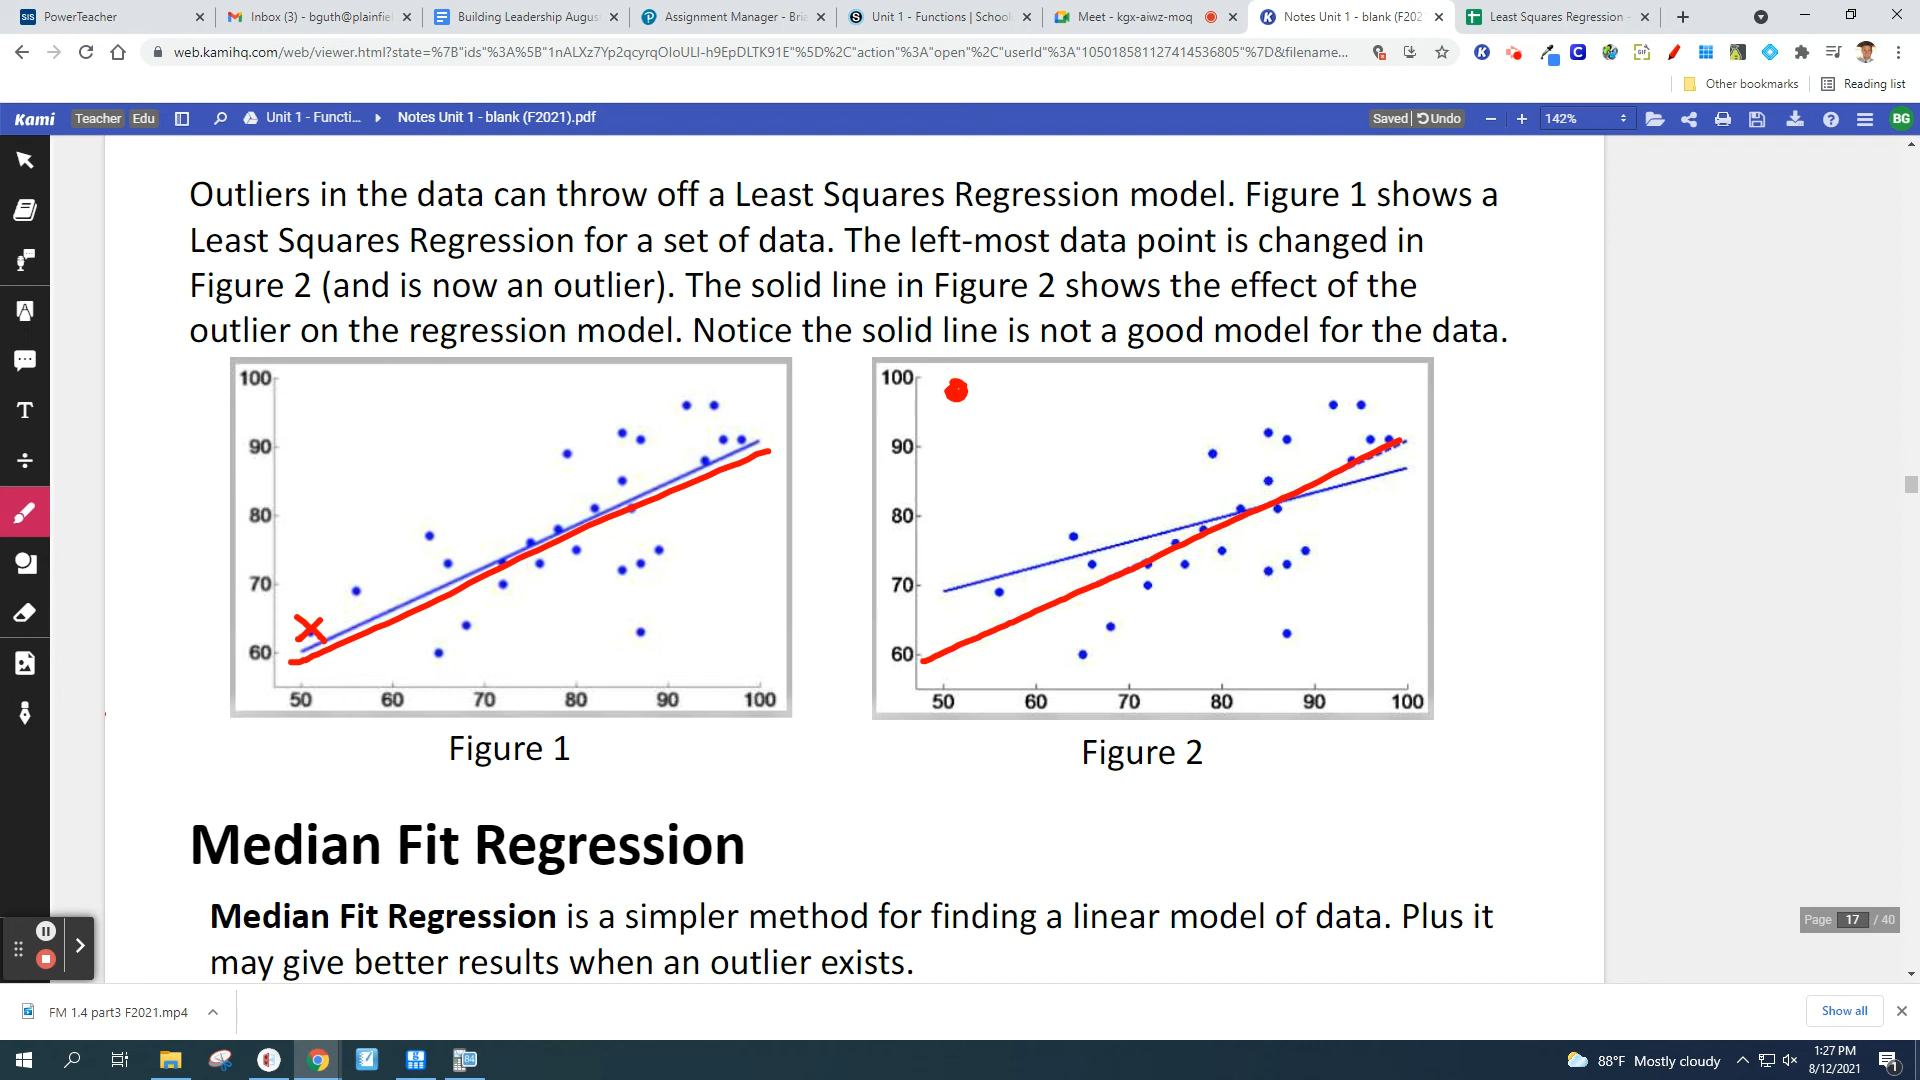 PowerTeacher
Inbox (3) - bguth@plainfie
Building Leadership Augus
Assignment Manager - Bria
Unit 1 - Functions | School
Meet - kgx-aiwz-moq
Notes Unit 1 - blank (F202
Least Squares Regression -
web.kamihq.com/web/viewer.html?state=%7B"ids"%3A%5B"1nALXz7Yp2qcyrqOIoULI-h9EpDLTK91E"%5D%2C"action"%3A"open"%2C"userId"%3A"105018581127414536805"%7D&filename...
Other bookmarks
Reading list
Kami Teacher Edu
Unit 1 - Functi...
Notes Unit 1 - blank (F2021).pdf
Saved Undo
142%
BG
Outliers in the data can throw off a Least Squares Regression model. Figure 1 shows a
Least Squares Regression for a set of data. The left-most data point is changed in
Figure 2 (and is now an outlier). The solid line in Figure 2 shows the effect of the
outlier on the regression model. Notice the solid line is not a good model for the data.
100
90
80
70
60
50 60 70 80 90 100
Figure 1
100
90
80
70
60
50 60 70 80 90 100
Figure 2
Median Fit Regression
Median Fit Regression is a simpler method for finding a linear model of data. Plus it
may give better results when an outlier exists.
Page 17 / 40
FM 1.4 part3 F2021.mp4
Show all
88°F Mostly cloudy
1:27 PM
8/12/2021